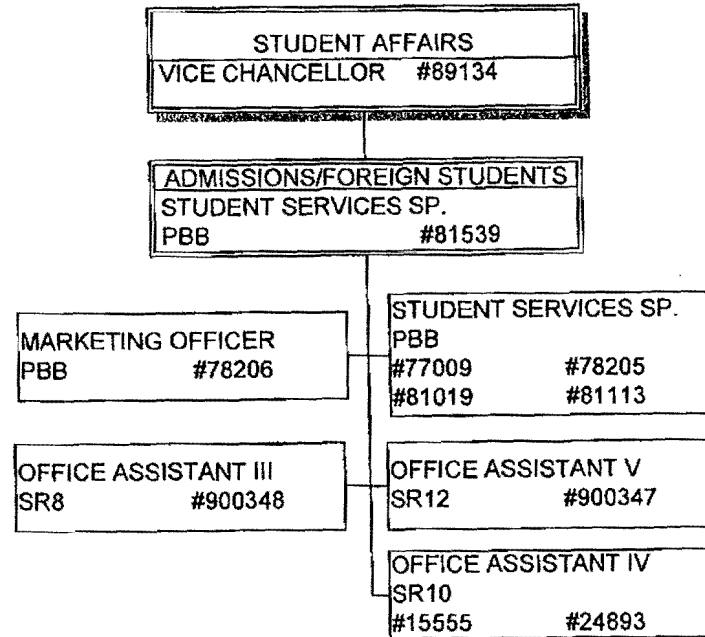 STUDENT AFFAIRS
VICE CHANCELLOR #89134
ADMISSIONS/FOREIGN STUDENTS
STUDENT SERVICES SP.
PBB #81539
MARKETING OFFICER
PBB #78206
STUDENT SERVICES SP.
PBB
#77009 #78205
#81019 #81113
OFFICE ASSISTANT III
SR8 #900348
OFFICE ASSISTANT V
SR12 #900347
OFFICE ASSISTANT IV
SR10
#15555 #24893